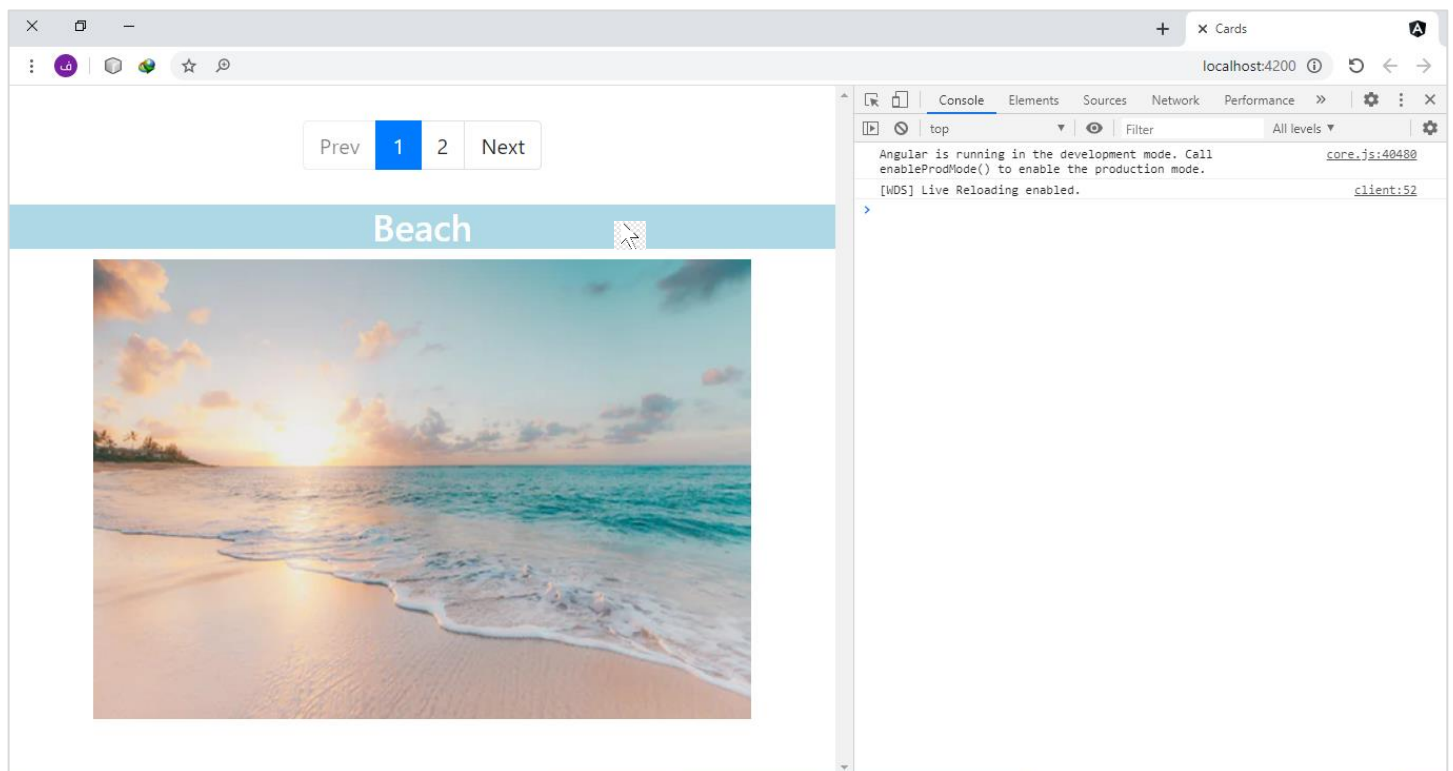 Cards
localhost:4200
ف
Prev 1 2 Next
Beach
Console Elements Sources Network Performance »
top Filter All levels ▼
Angular is running in the development mode. Call core.js:40480
enableProdMode() to enable the production mode.
[WDS] Live Reloading enabled. client:52
>